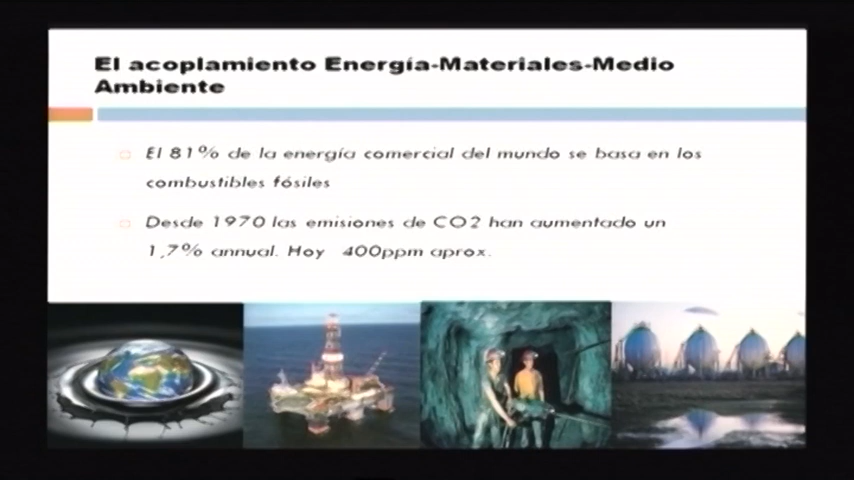 El acoplamiento Energía-Materiales-Medio
Ambiente
El 81% de la energía comercial del mundo se basa en los
combustibles fósiles
Desde 1970 las emisiones de CO2 han aumentado un
1,7% annual. Hoy 400ppm aprox.